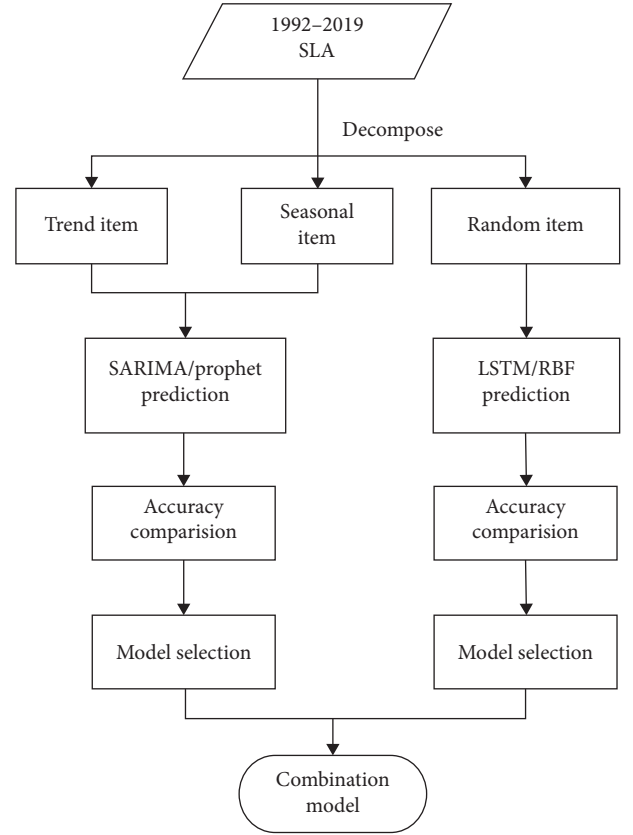 1992–2019
SLA
Decompose
Trend item
Seasonal
item
Random item
SARIMA/prophet
prediction
LSTM/RBF
prediction
Accuracy
comparision
Accuracy
comparision
Model selection
Model selection
Combination
model